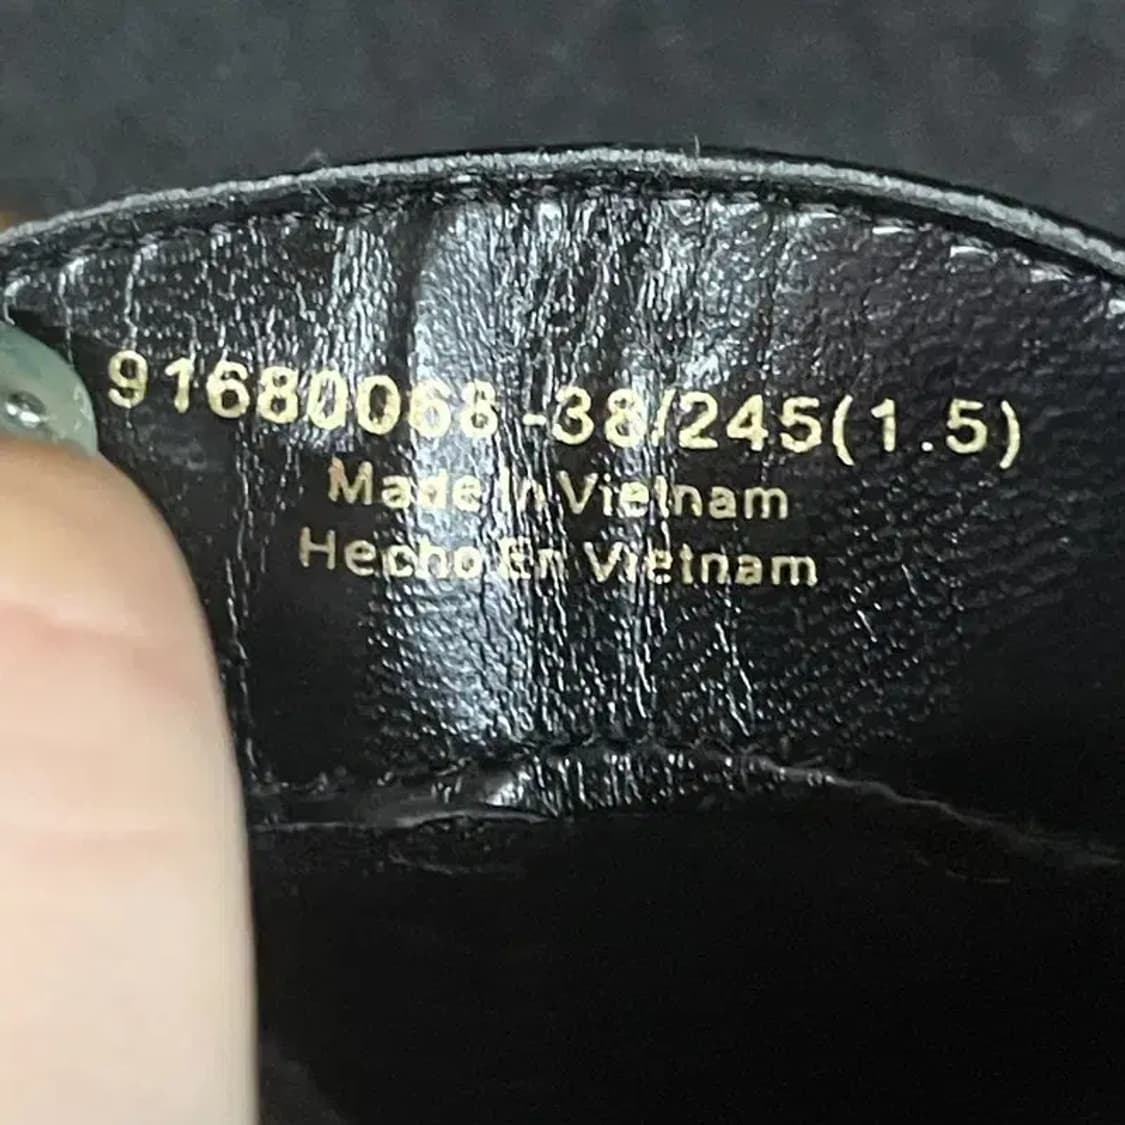 91680068-38/245(1.5)
Made In Vietnam
Hecho En Vietnam